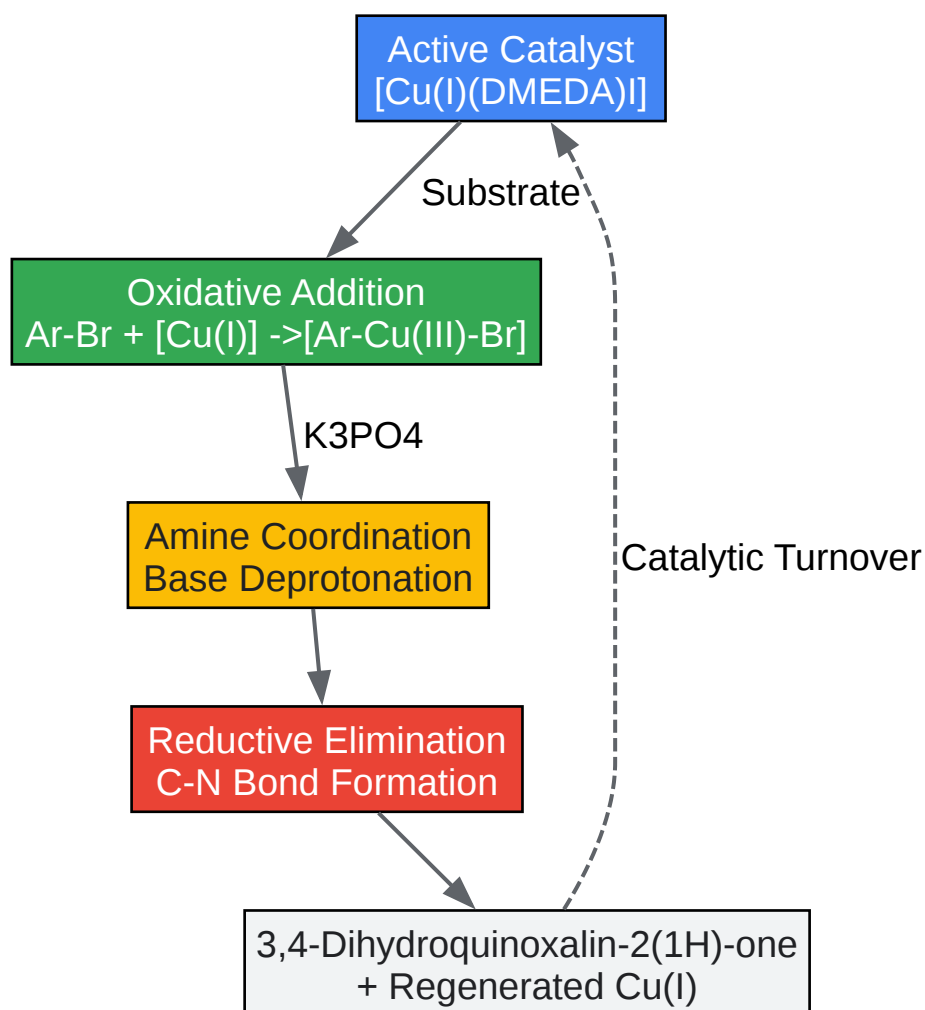 Active Catalyst
[Cu(I)(DMEDA)I]
Substrate
Oxidative Addition
Ar-Br + [Cu(I)] ->[Ar-Cu(III)-Br]
K3PO4
Amine Coordination
Base Deprotonation
Catalytic Turnover
Reductive Elimination
C-N Bond Formation
3,4-Dihydroquinoxalin-2(1H)-one
+ Regenerated Cu(I)